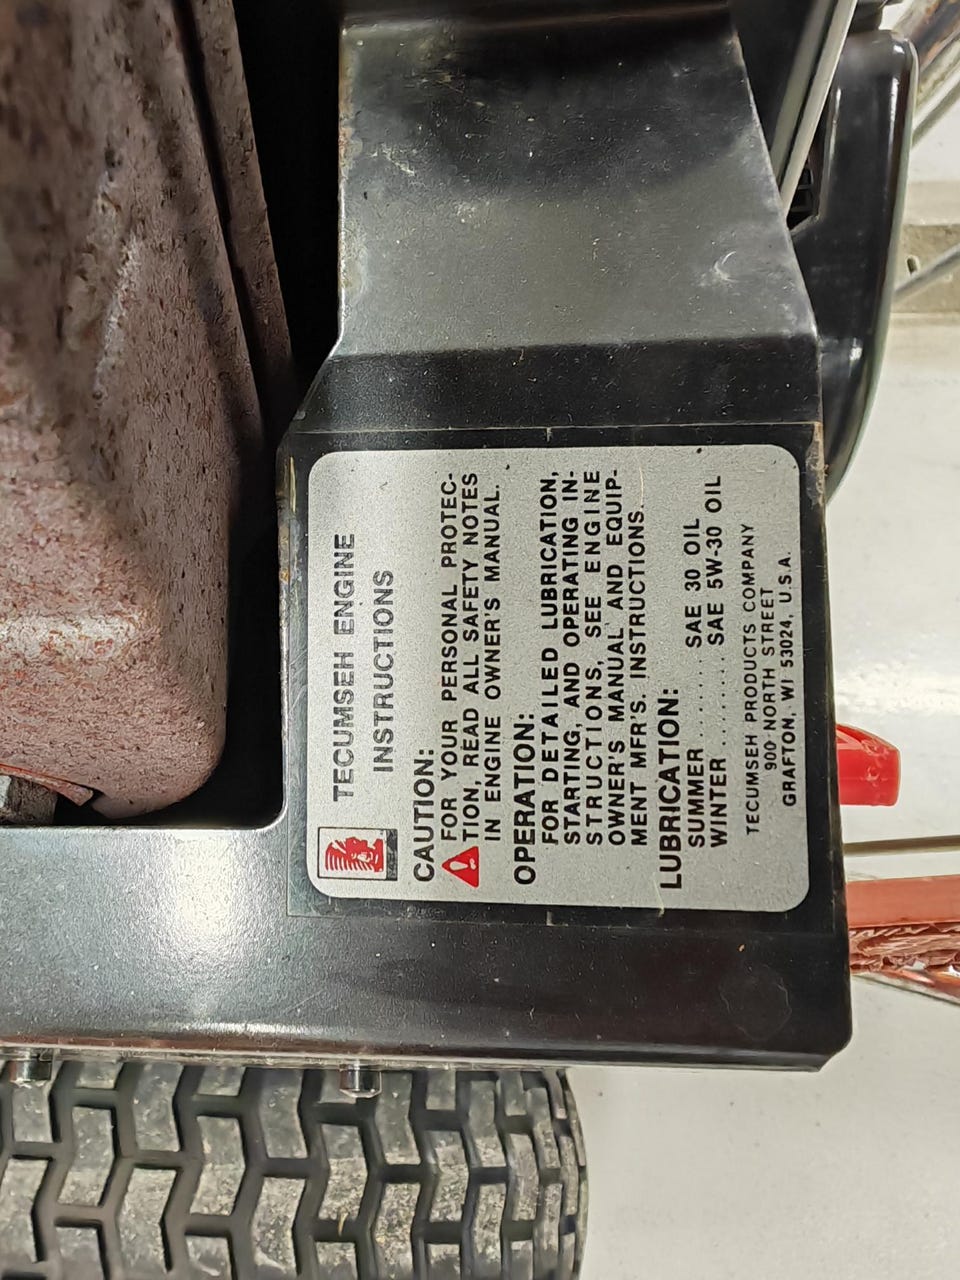 TECUMSEH ENGINE
INSTRUCTIONS
CAUTION:
FOR YOUR PERSONAL PROTEC-
TION, READ ALL SAFETY NOTES
IN ENGINE OWNER'S MANUAL.
OPERATION:
FOR DETAILED LUBRICATION,
STARTING, AND OPERATING IN-
STRUCTIONS, SEE ENGINE
OWNER'S MANUAL AND EQUIP-
MENT MFR'S. INSTRUCTIONS.
LUBRICATION:
SUMMER ........ SAE 30 OIL
WINTER ......... SAE 5W-30 OIL
TECUMSEH PRODUCTS COMPANY
900 NORTH STREET
GRAFTON, WI 53024, U.S.A.